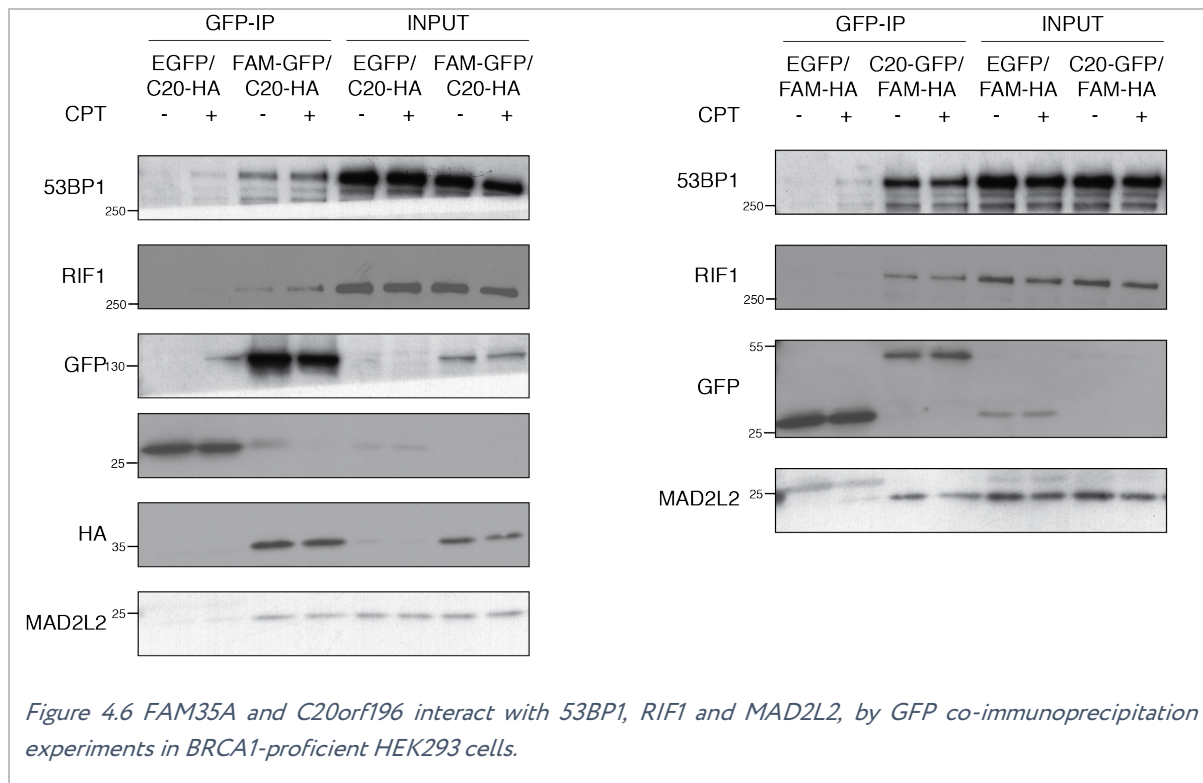 GFP-IP INPUT
EGFP/ FAM-GFP/ EGFP/ FAM-GFP/
C20-HA C20-HA C20-HA C20-HA
CPT - + - + - + - +
53BP1
250
RIF1
250
GFP
130
25
HA
35
MAD2L2
25
GFP-IP INPUT
EGFP/ C20-GFP/ EGFP/ C20-GFP/
FAM-HA FAM-HA FAM-HA FAM-HA
CPT - + - + - + - +
53BP1
250
RIF1
250
55
GFP
25
MAD2L2
25
Figure 4.6 FAM35A and C20orf196 interact with 53BP1, RIF1 and MAD2L2, by GFP co-immunoprecipitation
experiments in BRCA1-proficient HEK293 cells.